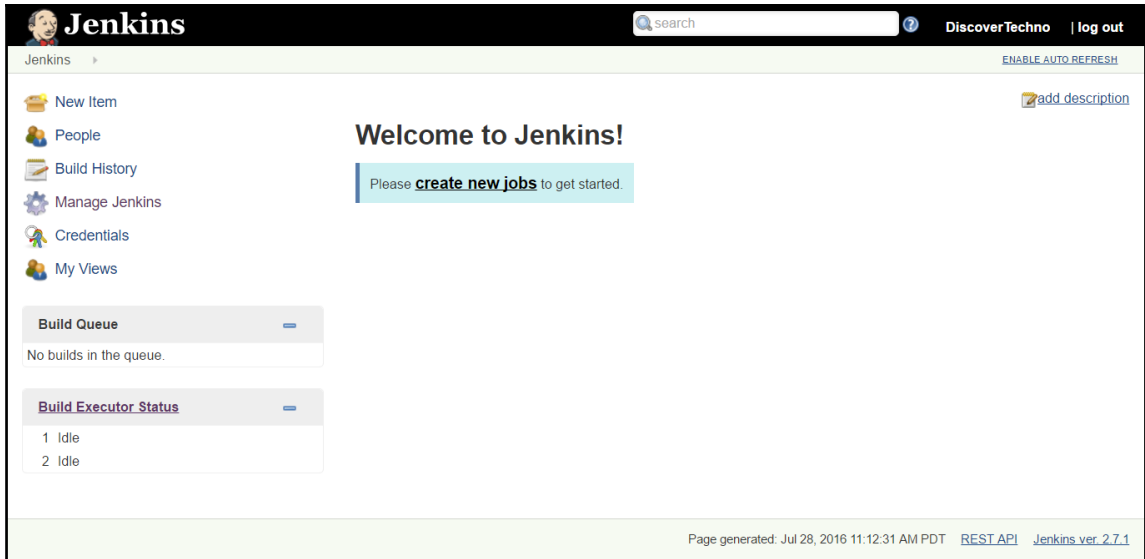 Jenkins
search
DiscoverTechno | log out
Jenkins
ENABLE AUTO REFRESH
New Item
People
Build History
Manage Jenkins
Credentials
My Views
add description
Welcome to Jenkins!
Please create new jobs to get started.
Build Queue
No builds in the queue.
Build Executor Status
1 Idle
2 Idle
Page generated: Jul 28, 2016 11:12:31 AM PDT REST API Jenkins ver. 2.7.1